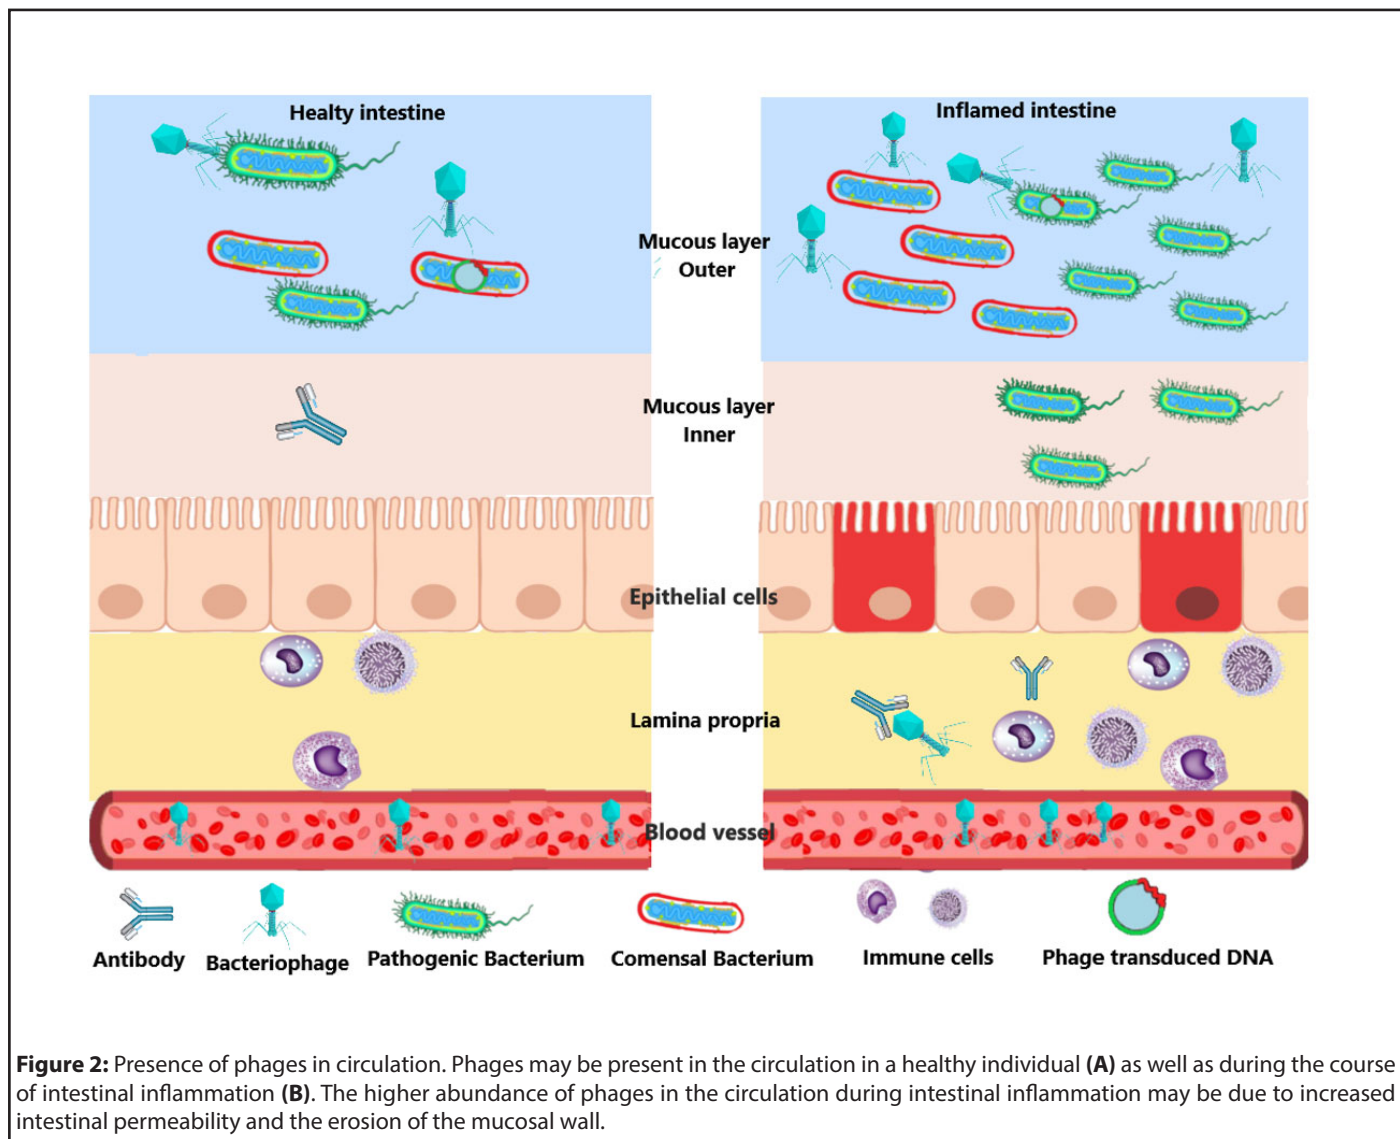 Healty intestine
Inflamed intestine
Mucous layer
Outer
Mucous layer
Inner
Epithelial cells
Lamina propria
Blood vessel
Antibody
Bacteriophage
Pathogenic Bacterium
Comensal Bacterium
Immune cells
Phage transduced DNA
Figure 2: Presence of phages in circulation. Phages may be present in the circulation in a healthy individual (A) as well as during the course
of intestinal inflammation (B). The higher abundance of phages in the circulation during intestinal inflammation may be due to increased
intestinal permeability and the erosion of the mucosal wall.